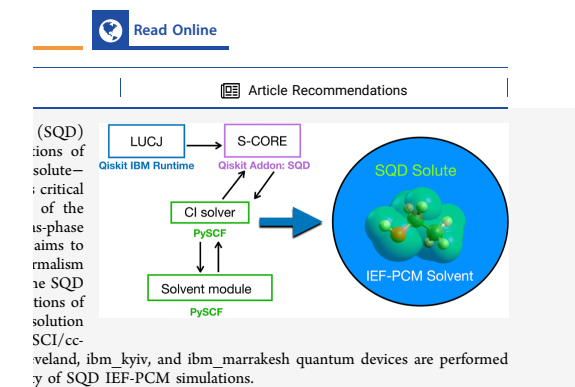 Read Online
Article Recommendations
(SQD)
tions of
solute−
critical
of the
as-phase
aims to
rmalism
he SQD
tions of
solution
SCI/cc-
LUCJ
Qiskit IBM Runtime
S-CORE
Qiskit Addon: SQD
CI solver
PySCF
Solvent module
PySCF
SQD Solute
IEF-PCM Solvent
eveland, ibm_kyiv, and ibm_marrakesh quantum devices are performed
y of SQD IEF-PCM simulations.